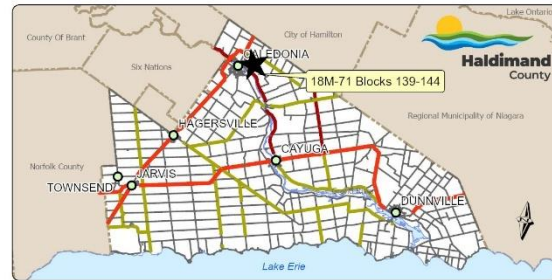 Lake Ontario
County Of Brant
City of Hamilton
Haldimand
County
Six Nations
CALEDONIA
18M-71 Blocks 139-144
Regional Municipality of Niagara
HAGERSVILLE
Norfolk County
CAYUGA
TOWNSEND
JARVIS
DUNNVILLE
Lake Erie